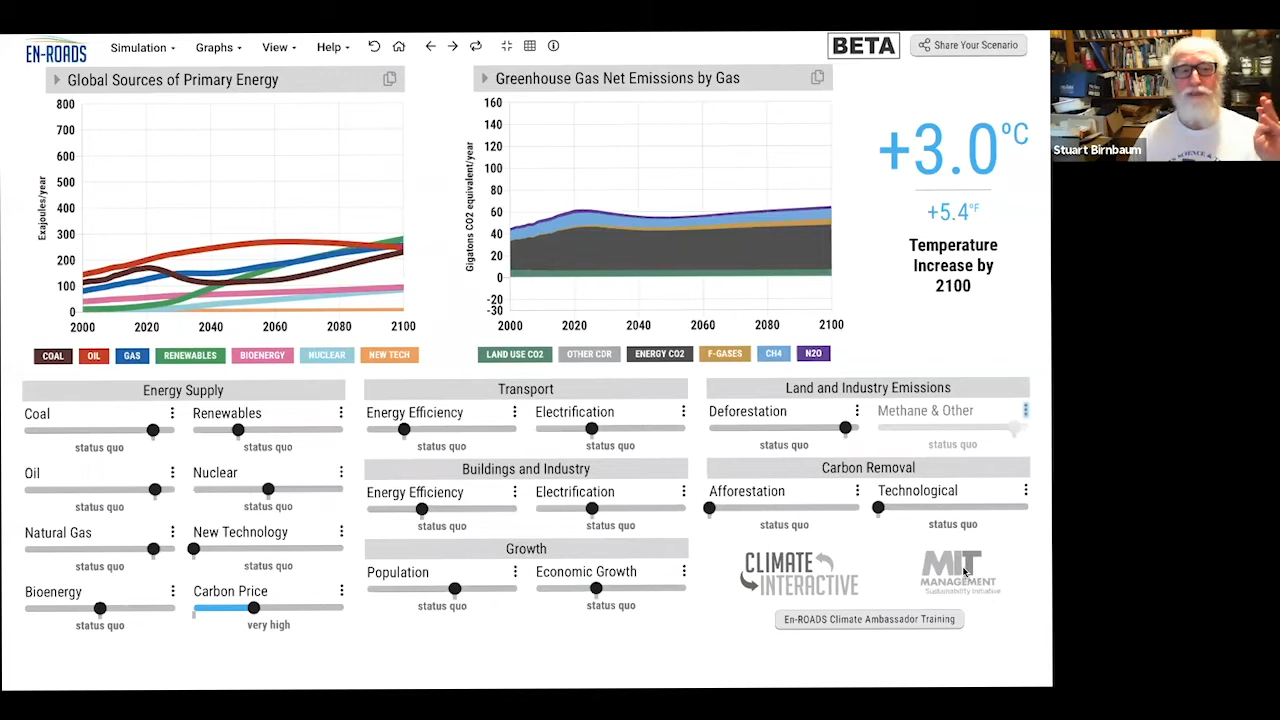 EN-ROADS
Simulation
Graphs
View
Help
BETA
Share Your Scenario
Global Sources of Primary Energy
800
700
600
500
400
300
200
100
0
Exajoules/year
2000 2020 2040 2060 2080 2100
COAL OIL GAS RENEWABLES BIOENERGY NUCLEAR NEW TECH
Greenhouse Gas Net Emissions by Gas
160
140
120
100
80
60
40
20
0
-20
-30
Gigatons CO2 equivalent/year
2000 2020 2040 2060 2080 2100
LAND USE CO2 OTHER CDR ENERGY CO2 F-GASES CH4 N2O
+3.0°C
+5.4°F
Temperature
Increase by
2100
Stuart Birnbaum
Energy Supply
Coal
status quo
Renewables
status quo
Oil
status quo
Nuclear
status quo
Natural Gas
status quo
New Technology
status quo
Bioenergy
status quo
Carbon Price
very high
Transport
Energy Efficiency
status quo
Electrification
status quo
Buildings and Industry
Energy Efficiency
status quo
Electrification
status quo
Growth
Population
status quo
Economic Growth
status quo
Land and Industry Emissions
Deforestation
status quo
Methane & Other
status quo
Carbon Removal
Afforestation
status quo
Technological
status quo
CLIMATE
INTERACTIVE
MIT
MANAGEMENT
Sustainability Initiative
En-ROADS Climate Ambassador Training